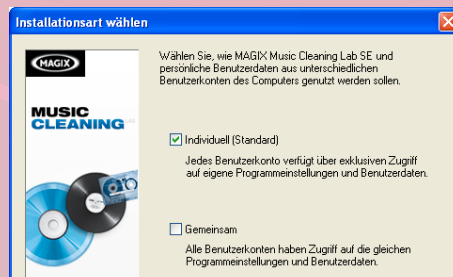 Installationsart wählen
MAGIX
MUSIC
CLEANING LAB
Wählen Sie, wie MAGIX Music Cleaning Lab SE und
persönliche Benutzerdaten aus unterschiedlichen
Benutzerkonten des Computers genutzt werden sollen.
Individuell (Standard)
Jedes Benutzerkonto verfügt über exklusiven Zugriff
auf eigene Programmeinstellungen und Benutzerdaten.
Gemeinsam
Alle Benutzerkonten haben Zugriff auf die gleichen
Programmeinstellungen und Benutzerdaten.